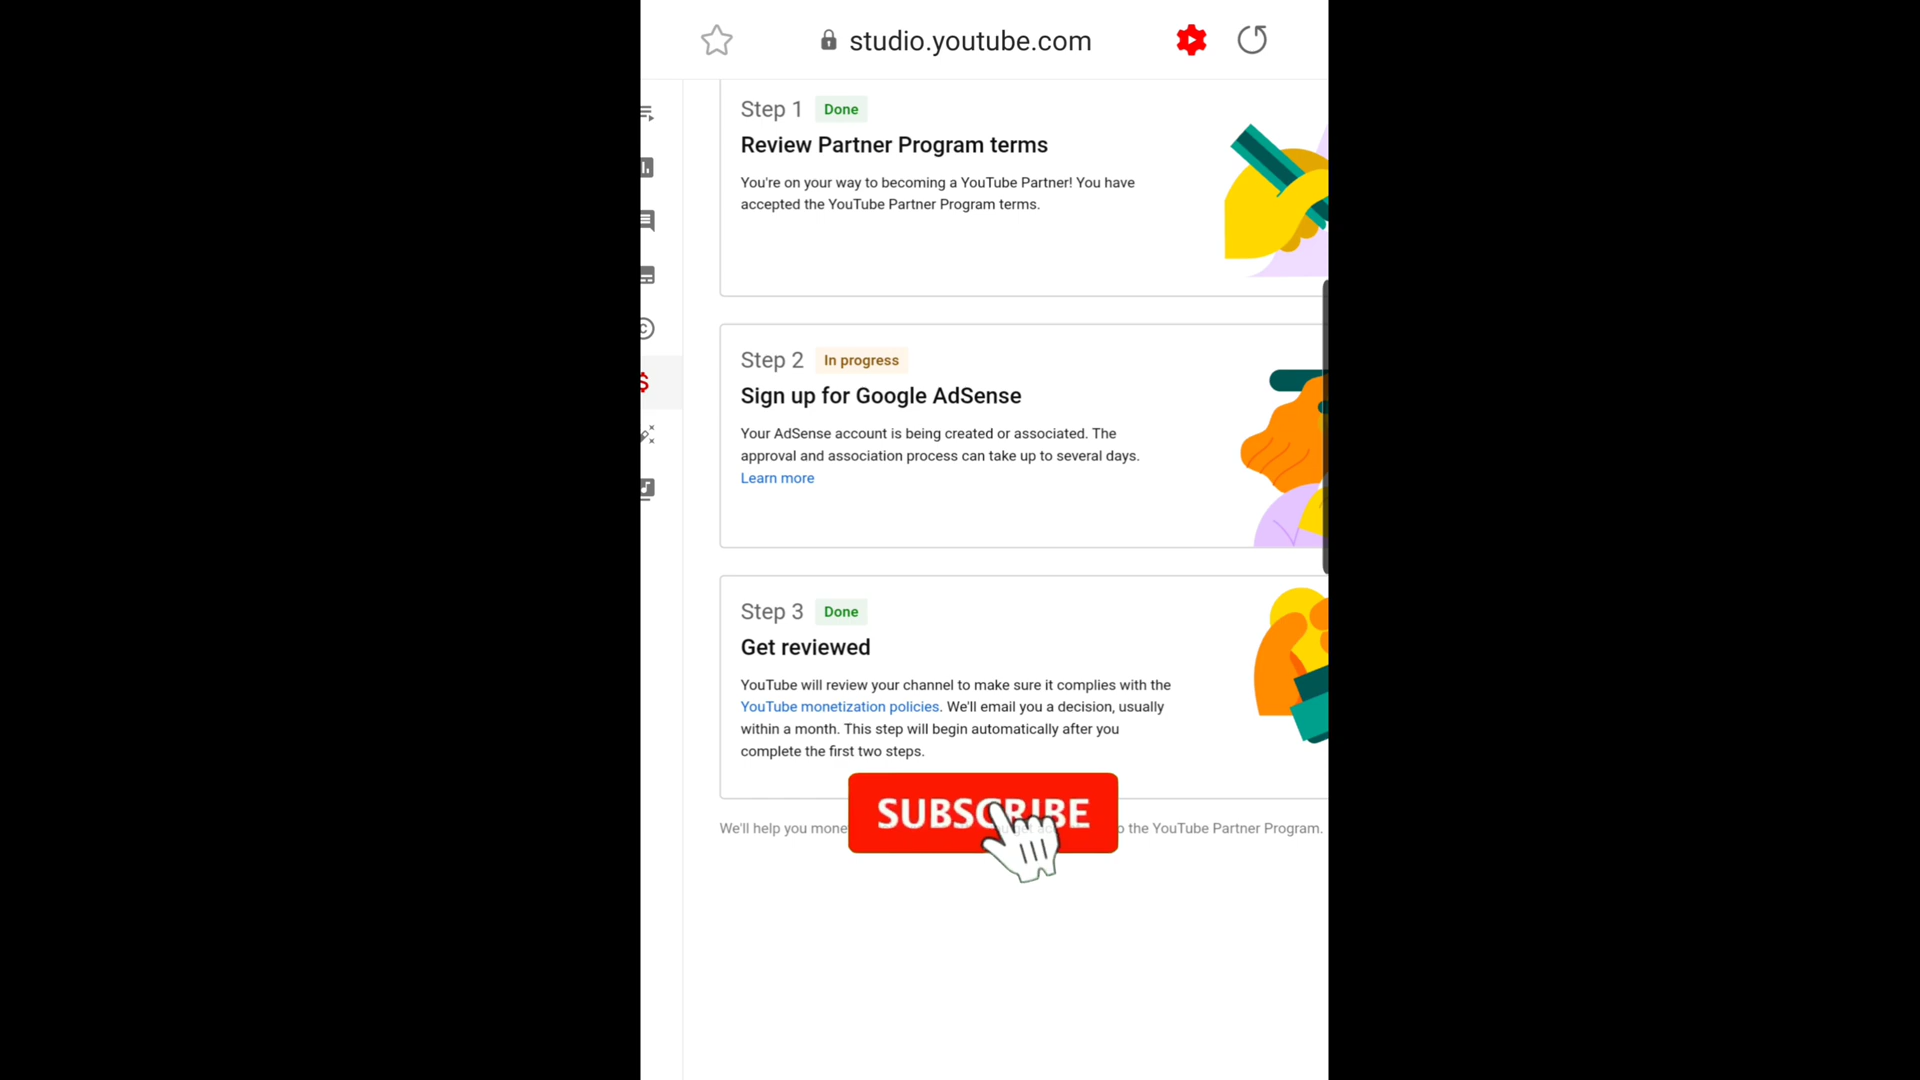 studio.youtube.com
Step 1 Done
Review Partner Program terms
You're on your way to becoming a YouTube Partner! You have
accepted the YouTube Partner Program terms.
Step 2 In progress
Sign up for Google AdSense
Your AdSense account is being created or associated. The
approval and association process can take up to several days.
Learn more
Step 3 Done
Get reviewed
YouTube will review your channel to make sure it complies with the
YouTube monetization policies. We'll email you a decision, usually
within a month. This step will begin automatically after you
complete the first two steps.
SUBSCRIBE
We'll help you mone the YouTube Partner Program.